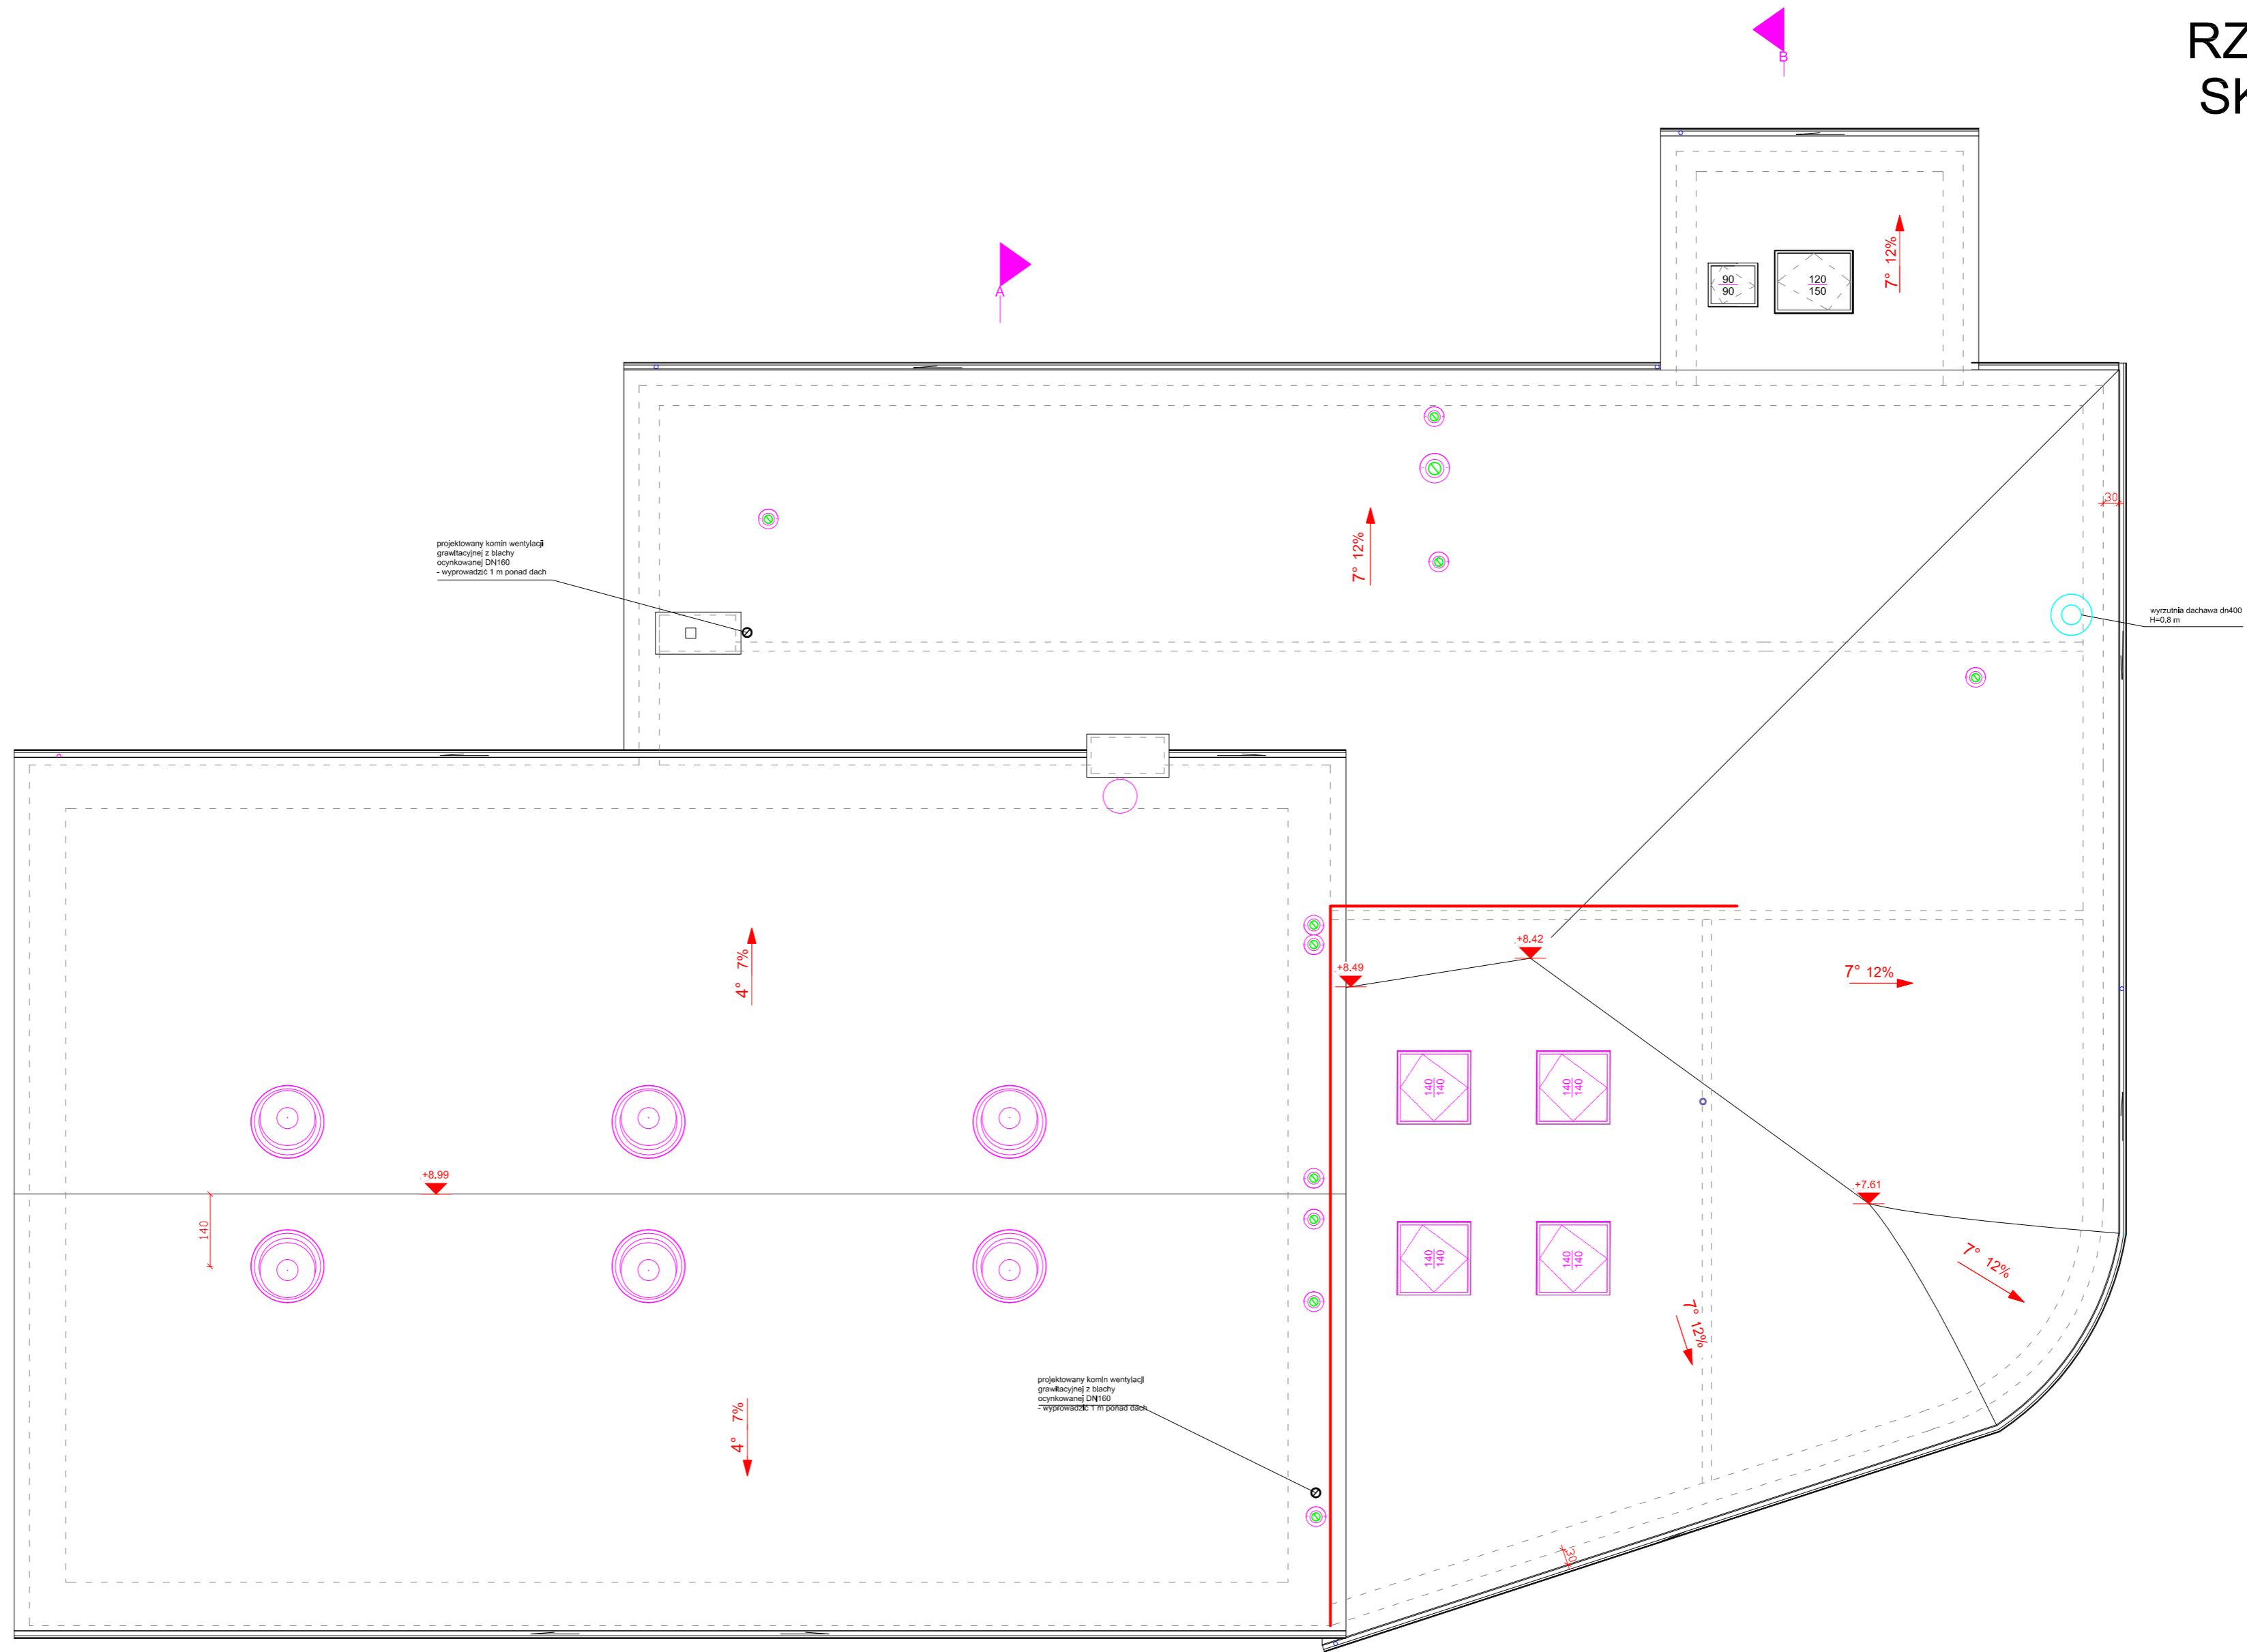 RZ
SK
B
A
90
90
120
150
7° 12%
30
7° 12%
projektowany komin wentylacji
grawitacyjnej z blachy
ocynkowanej DN160
- wyprowadzić 1 m ponad dach
wyrzutnia dachawa dn400
H=0,8 m
+8.42
+8.49
4° 7%
7° 12%
140
140
140
140
+8.99
+7.61
140
140
140
140
140
7° 12%
7° 12%
projektowany komin wentylacji
grawitacyjnej z blachy
ocynkowanej DN160
- wyprowadzić 1 m ponad dach
4° 7%
30